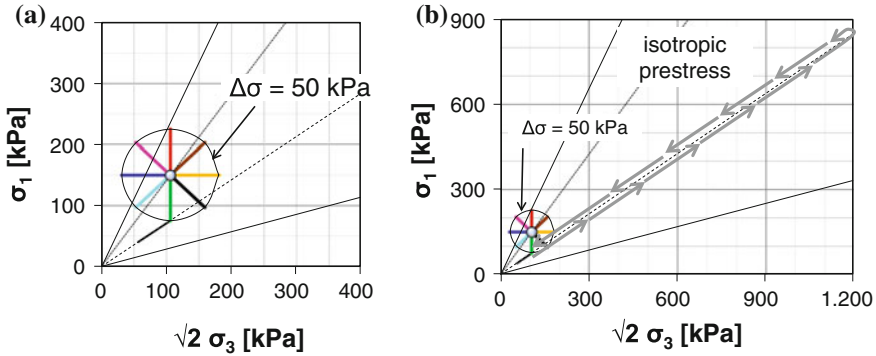 (a)
400
300
200
100
0
σ1 [kPa]
Δσ = 50 kPa
0 100 200 300 400
√2 σ3 [kPa]
(b)
900
600
300
0
σ1 [kPa]
isotropic
prestress
Δσ = 50 kPa
0 300 600 900 1.200
√2 σ3 [kPa]